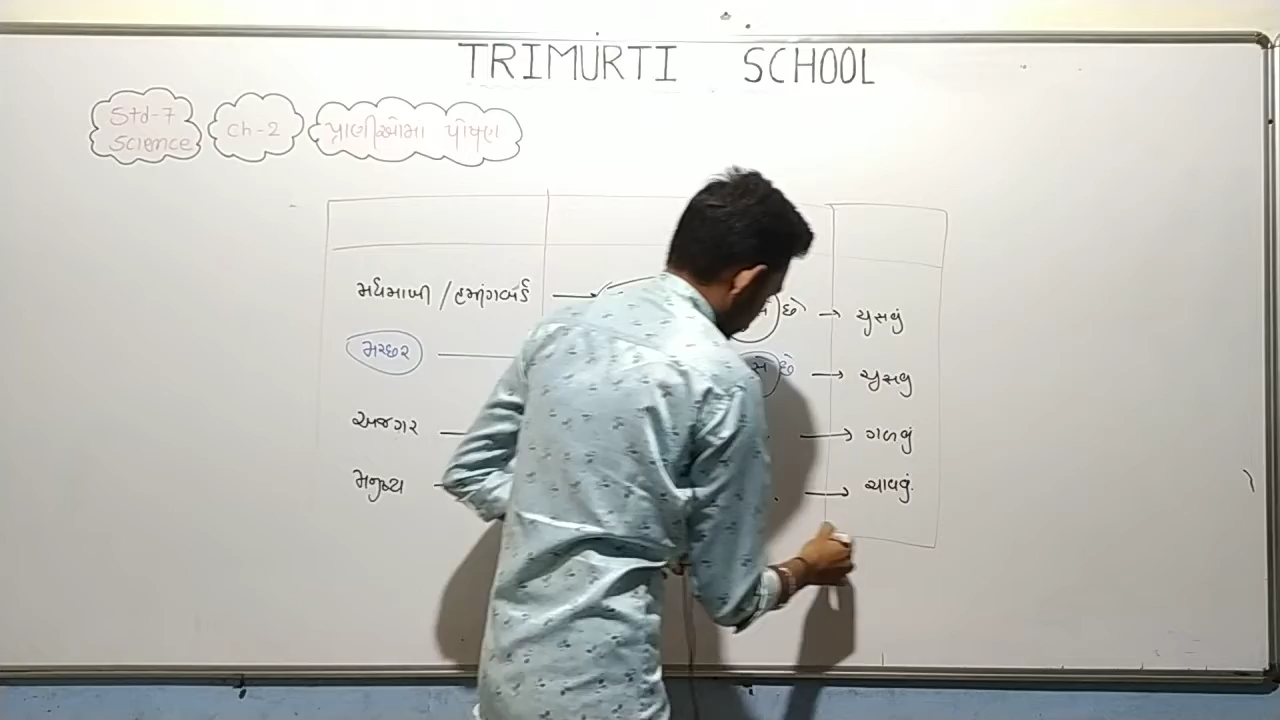 TRIMURTI SCHOOL
Std-7 Science
Ch-2
પ્રાણીઓમા પોષણ
મધમાખી / હમીંગબર્ડ છે → ચુસવું
મચ્છર સે છે → ચુસવુ
અજગર → ગળવું
મનુષ્ય → ચાવવું.